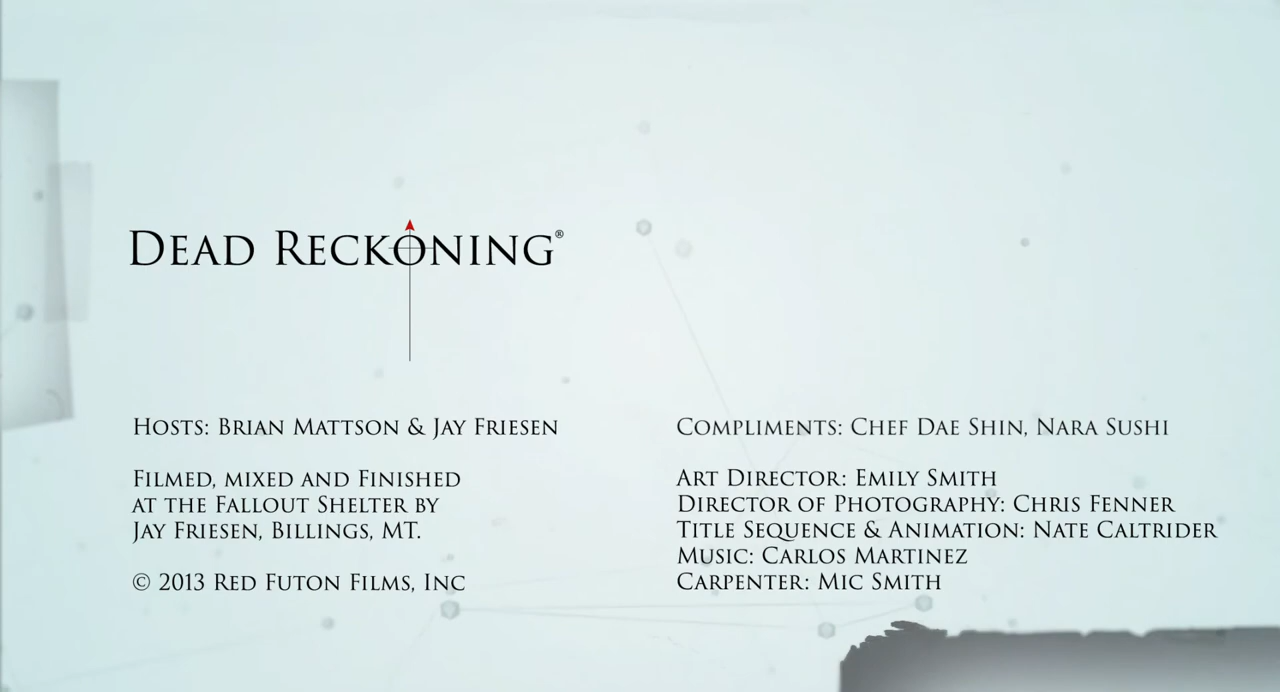 Dead Reckoning®
Hosts: Brian Mattson & Jay Friesen
Filmed, mixed and Finished
at the Fallout Shelter by
Jay Friesen, Billings, MT.
© 2013 Red Futon Films, Inc
Compliments: Chef Dae Shin, Nara Sushi
Art Director: Emily Smith
Director of Photography: Chris Fenner
Title Sequence & Animation: Nate Caltrider
Music: Carlos Martinez
Carpenter: Mic Smith